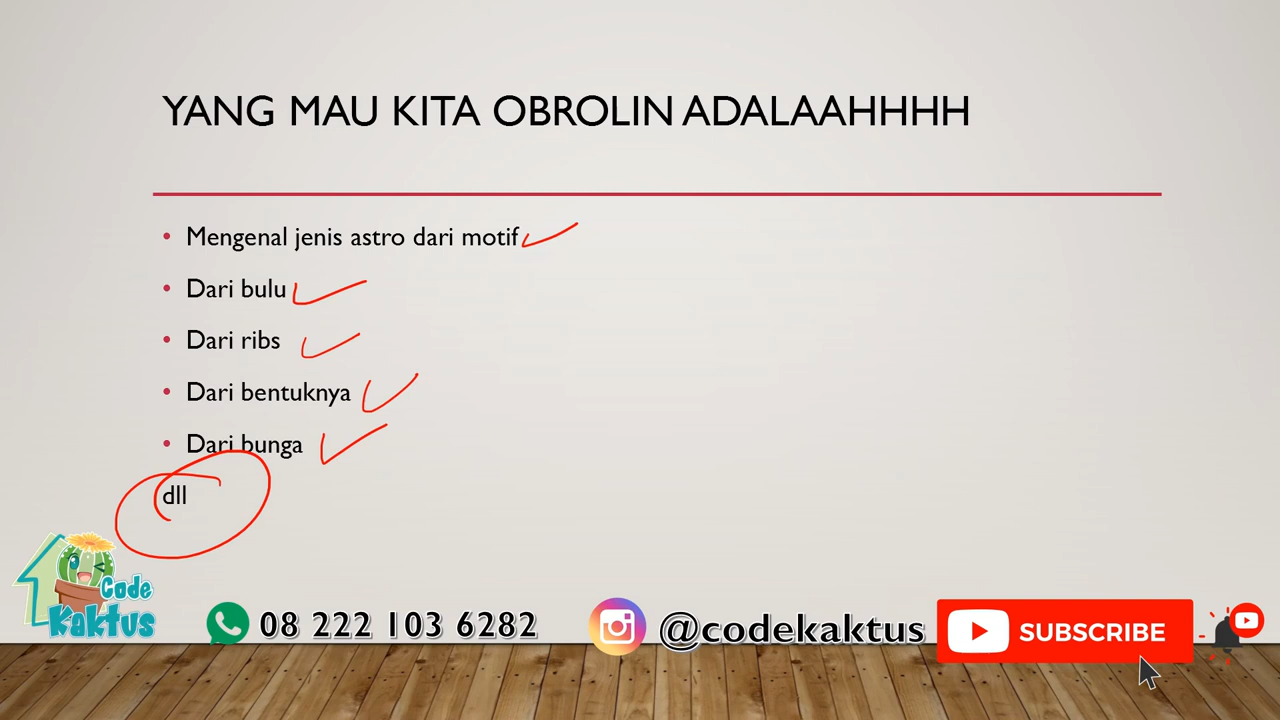 YANG MAU KITA OBROLIN ADALAAHHHH
• Mengenal jenis astro dari motif
• Dari bulu
• Dari ribs
• Dari bentuknya
• Dari bunga
dll
Code
Kaktus
08 222 103 6282
@codekaktus
SUBSCRIBE